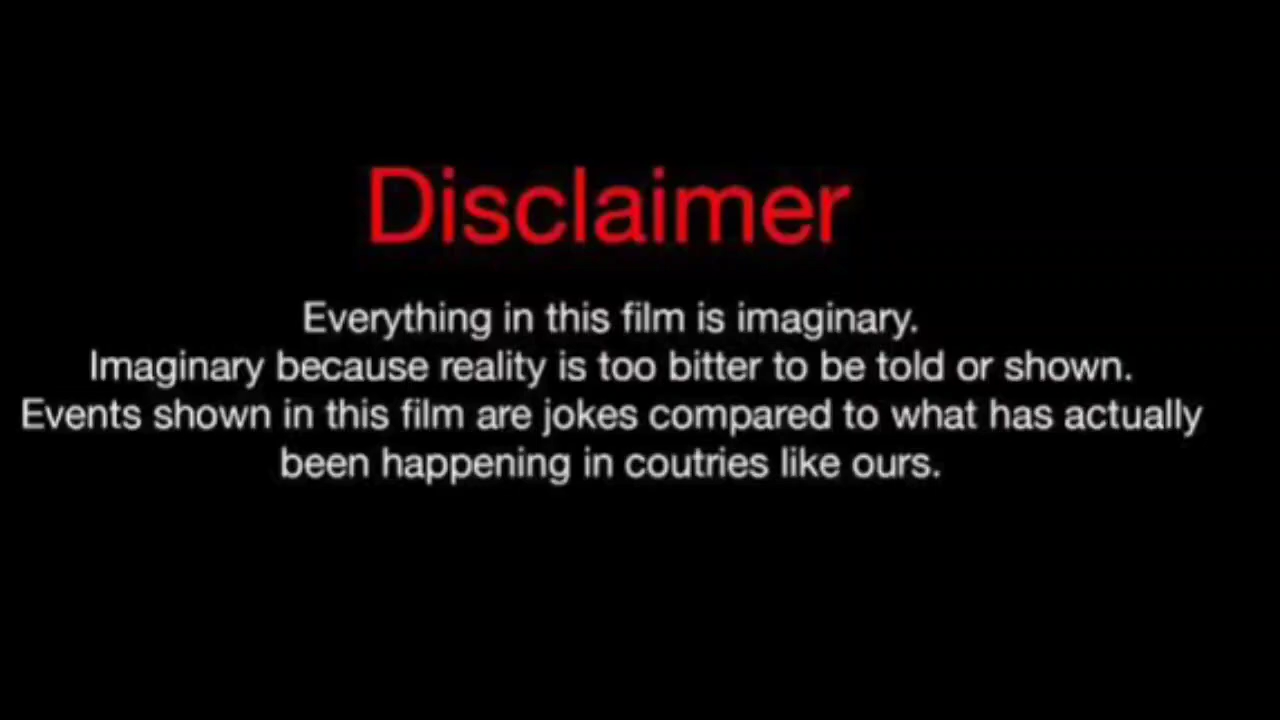 Disclaimer
Everything in this film is imaginary.
Imaginary because reality is too bitter to be told or shown.
Events shown in this film are jokes compared to what has actually
been happening in coutries like ours.